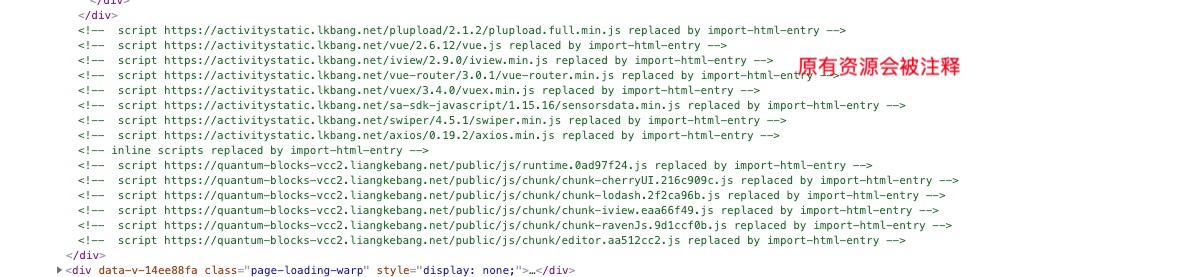 </div>
</div>
<!--  script https://activitystatic.lkbang.net/plupload/2.1.2/plupload.full.min.js replaced by import-html-entry -->
<!--  script https://activitystatic.lkbang.net/vue/2.6.12/vue.js replaced by import-html-entry -->
<!--  script https://activitystatic.lkbang.net/iview/2.9.0/iview.min.js replaced by import-html-entry -->
原有资源会被注释
<!--  script https://activitystatic.lkbang.net/vue-router/3.0.1/vue-router.min.js replaced by import-html-entry -->
<!--  script https://activitystatic.lkbang.net/vuex/3.4.0/vuex.min.js replaced by import-html-entry -->
<!--  script https://activitystatic.lkbang.net/sa-sdk-javascript/1.15.16/sensorsdata.min.js replaced by import-html-entry -->
<!--  script https://activitystatic.lkbang.net/swiper/4.5.1/swiper.min.js replaced by import-html-entry -->
<!--  script https://activitystatic.lkbang.net/axios/0.19.2/axios.min.js replaced by import-html-entry -->
<!-- inline scripts replaced by import-html-entry -->
<!--  script https://quantum-blocks-vcc2.liangkebang.net/public/js/runtime.0ad97f24.js replaced by import-html-entry -->
<!--  script https://quantum-blocks-vcc2.liangkebang.net/public/js/chunk/chunk-cherryUI.216c909c.js replaced by import-html-entry -->
<!--  script https://quantum-blocks-vcc2.liangkebang.net/public/js/chunk/chunk-lodash.2f2ca96b.js replaced by import-html-entry -->
<!--  script https://quantum-blocks-vcc2.liangkebang.net/public/js/chunk/chunk-iview.eaa66f49.js replaced by import-html-entry -->
<!--  script https://quantum-blocks-vcc2.liangkebang.net/public/js/chunk/chunk-ravenJs.9d1ccf0b.js replaced by import-html-entry -->
<!--  script https://quantum-blocks-vcc2.liangkebang.net/public/js/chunk/editor.aa512cc2.js replaced by import-html-entry -->
</div>
<div data-v-14ee88fa class="page-loading-warp" style="display: none;">…</div>